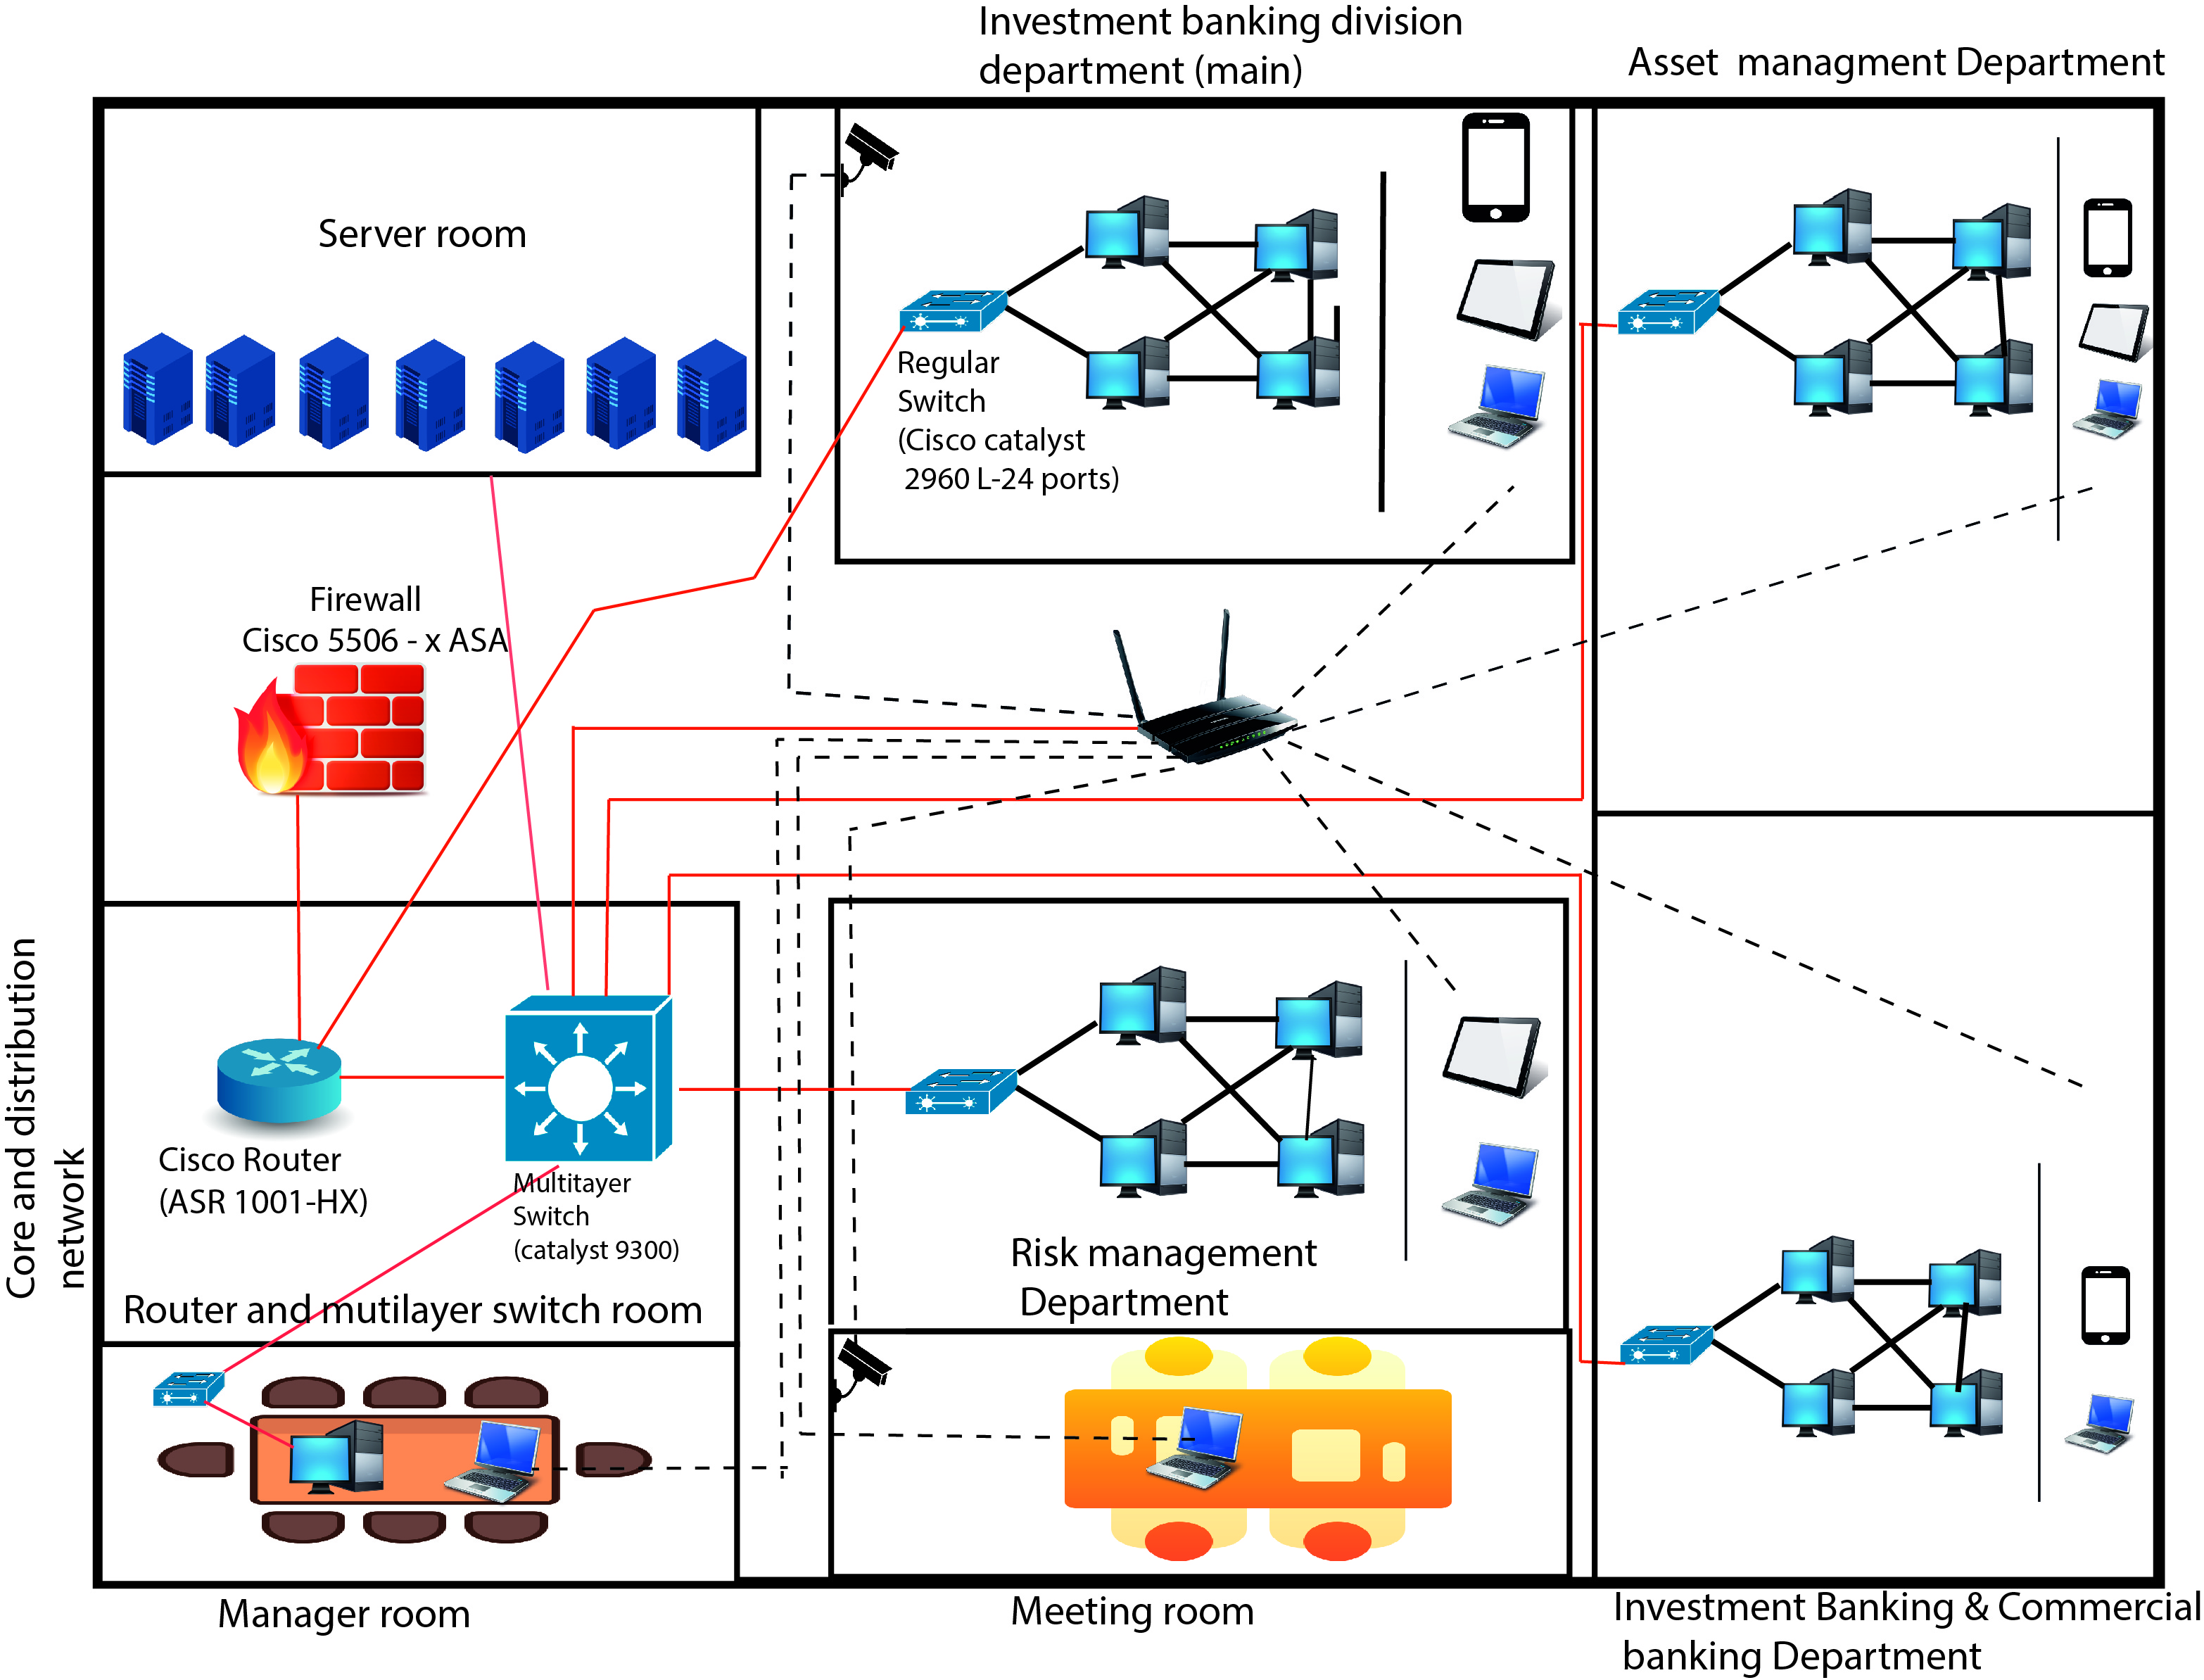 Investment banking division
department (main)
Asset managment Department
Server room
Regular
Switch
(Cisco catalyst
2960 L-24 ports)
Firewall
Cisco 5506 - x ASA
Core and distribution
network
Cisco Router
(ASR 1001-HX)
Multitayer
Switch
(catalyst 9300)
Router and mutilayer switch room
Risk management
Department
Manager room
Meeting room
Investment Banking & Commercial
banking Department